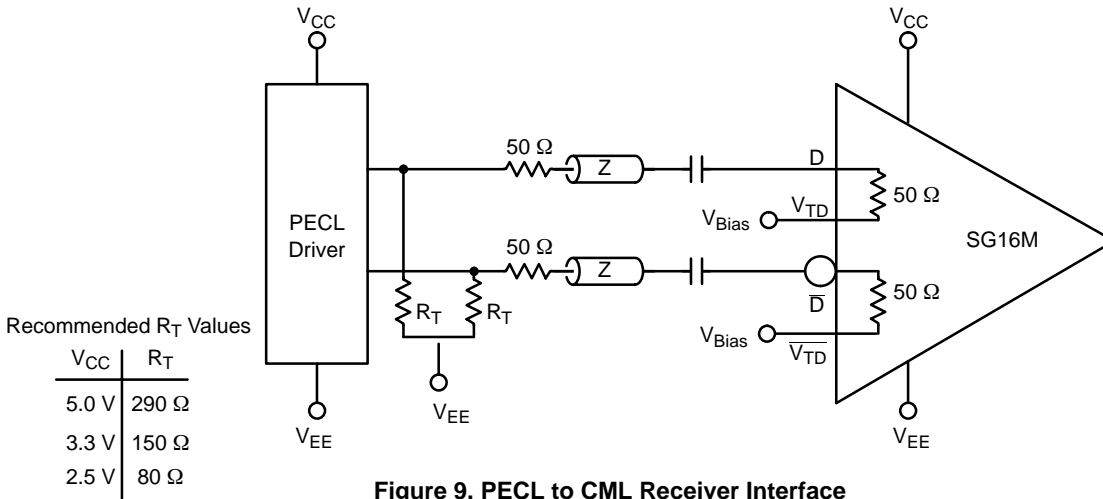 V_CC
V_CC
50 Ω
Z
D
50 Ω
V_TD
V_Bias
PECL
Driver
SG16M
50 Ω
Z
D̅
50 Ω
R_T
R_T
V_Bias
V̅_T̅D̅
V_EE
V_EE
V_EE
Recommended R_T Values
V_CC R_T
5.0 V 290 Ω
3.3 V 150 Ω
2.5 V 80 Ω
Figure 9. PECL to CML Receiver Interface